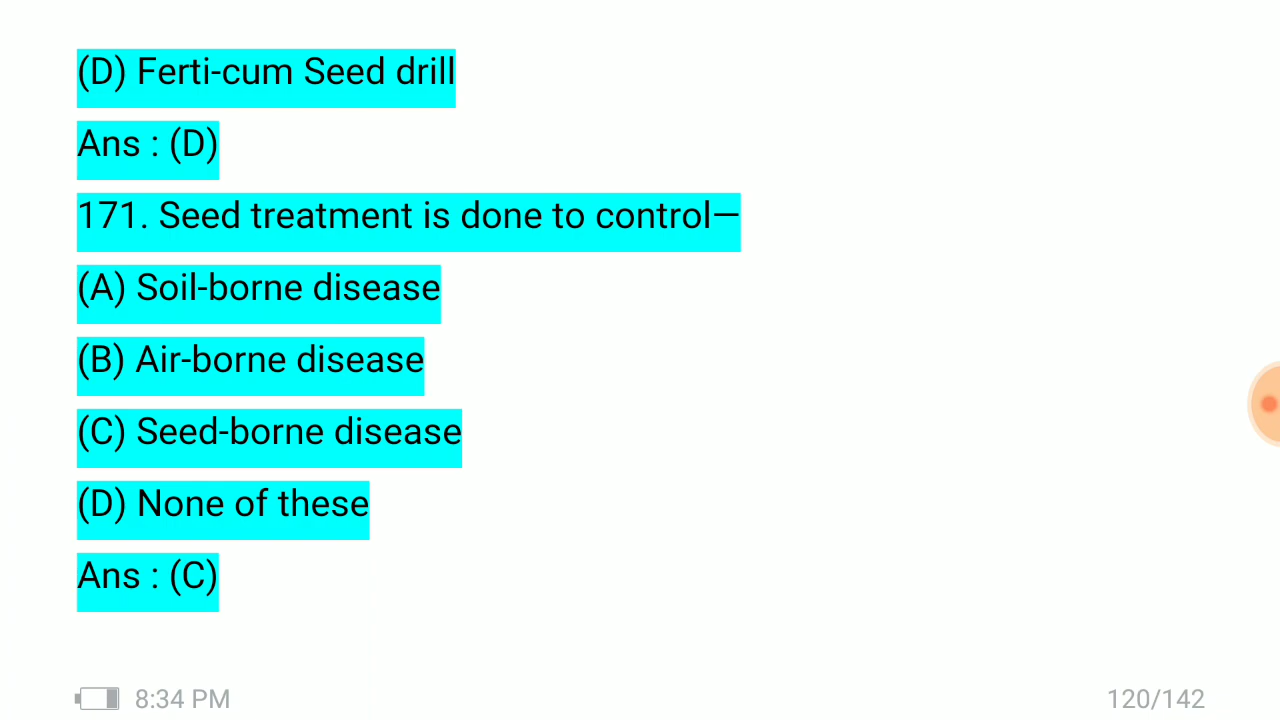 (D) Ferti-cum Seed drill
Ans : (D)
171. Seed treatment is done to control—
(A) Soil-borne disease
(B) Air-borne disease
(C) Seed-borne disease
(D) None of these
Ans : (C)
8:34 PM
120/142